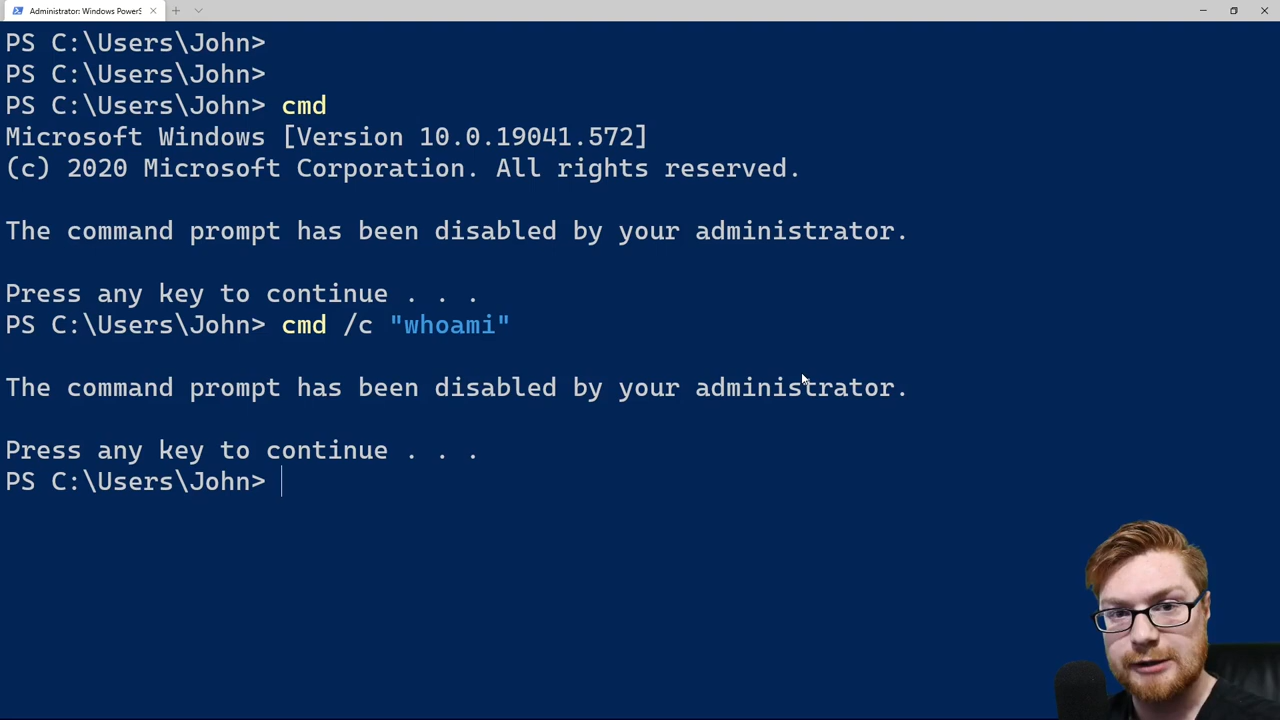 Administrator: Windows PowerS
PS C:\Users\John>
PS C:\Users\John>
PS C:\Users\John> cmd
Microsoft Windows [Version 10.0.19041.572]
(c) 2020 Microsoft Corporation. All rights reserved.
The command prompt has been disabled by your administrator.
Press any key to continue . . .
PS C:\Users\John> cmd /c "whoami"
The command prompt has been disabled by your administrator.
Press any key to continue . . .
PS C:\Users\John>